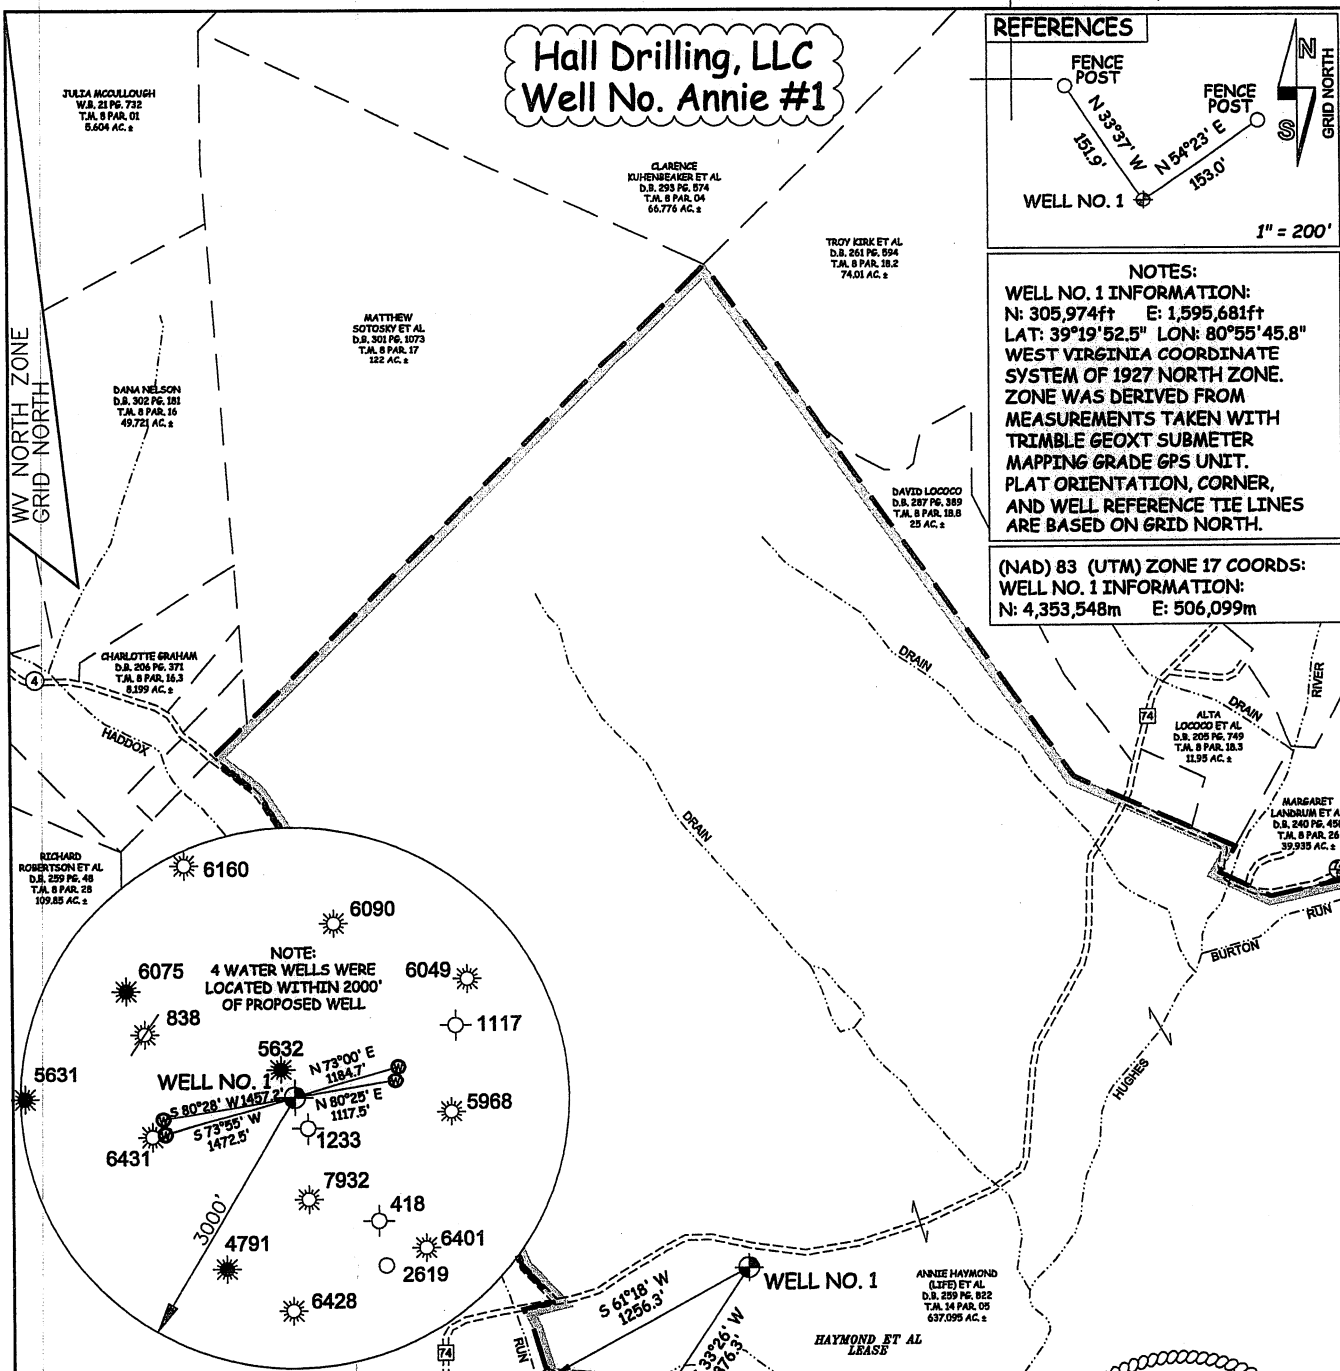 Hall Drilling, LLC
Well No. Annie #1
REFERENCES
FENCE
POST
FENCE
POST
N 33°37' W
151.9'
N 54°23' E
153.0'
WELL NO. 1
1" = 200'
N
S
GRID NORTH
NOTES:
WELL NO. 1 INFORMATION:
N: 305,974ft E: 1,595,681ft
LAT: 39°19'52.5" LON: 80°55'45.8"
WEST VIRGINIA COORDINATE
SYSTEM OF 1927 NORTH ZONE.
ZONE WAS DERIVED FROM
MEASUREMENTS TAKEN WITH
TRIMBLE GEOXT SUBMETER
MAPPING GRADE GPS UNIT.
PLAT ORIENTATION, CORNER,
AND WELL REFERENCE TIE LINES
ARE BASED ON GRID NORTH.
(NAD) 83 (UTM) ZONE 17 COORDS:
WELL NO. 1 INFORMATION:
N: 4,353,548m E: 506,099m
JULIA MCCULLOUGH
W.B. 21 PG. 732
T.M. 8 PAR. 01
5.604 AC. ±
CLARENCE
KUHENBEAKER ET AL
D.B. 293 PG. 574
T.M. 8 PAR. 04
66.776 AC. ±
TROY KIRK ET AL
D.B. 261 PG. 594
T.M. 8 PAR. 18.2
74.01 AC. ±
MATTHEW
SOTOSKY ET AL
D.B. 301 PG. 1073
T.M. 8 PAR. 17
122 AC. ±
DANA NELSON
D.B. 302 PG. 181
T.M. 8 PAR. 16
49.721 AC. ±
WV NORTH ZONE
GRID NORTH
DAVID LOCOCO
D.B. 287 PG. 389
T.M. 8 PAR. 18.8
25 AC. ±
CHARLOTTE GRAHAM
D.B. 206 PG. 371
T.M. 8 PAR. 16.3
8.199 AC. ±
4
HADDOX
DRAIN
DRAIN
DRAIN
RIVER
74
ALTA
LOCOCO ET AL
D.B. 205 PG. 749
T.M. 8 PAR. 18.3
11.95 AC. ±
MARGARET
LANDRUM ET A
D.B. 240 PG. 45
T.M. 8 PAR. 26
39.935 AC. ±
RICHARD
ROBERTSON ET AL
D.B. 259 PG. 48
T.M. 8 PAR. 28
109.85 AC. ±
BURTON
RUN
HUGHES
6160
6090
NOTE:
4 WATER WELLS WERE
LOCATED WITHIN 2000'
OF PROPOSED WELL
6075
6049
838
1117
5632
N 73°00' E
1184.7'
5631
WELL NO. 1
S 80°28' W 1457.2'
N 80°25' E
1117.5'
5968
S 73°55' W
1472.5'
W
W
W
W
1233
6431
7932
418
3000'
4791
6401
2619
6428
WELL NO. 1
S 61°18' W
1256.3'
33°26' W
376.3'
ANNIE HAYMOND
(LIFE) ET AL
D.B. 259 PG. 822
T.M. 14 PAR. 05
637.095 AC. ±
HAYMOND ET AL
LEASE
74
RUN